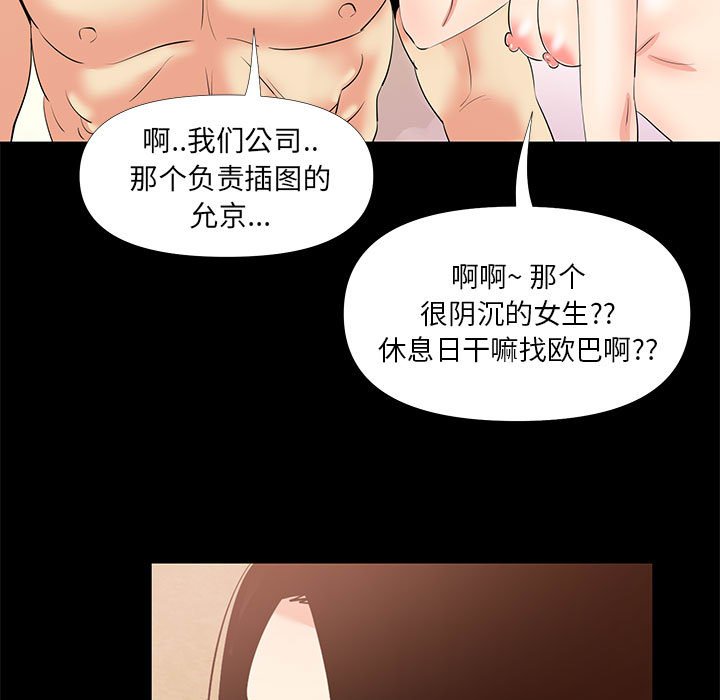 啊..我们公司..
那个负责插图的
允京...
啊啊~ 那个
很阴沉的女生??
休息日干嘛找欧巴啊??